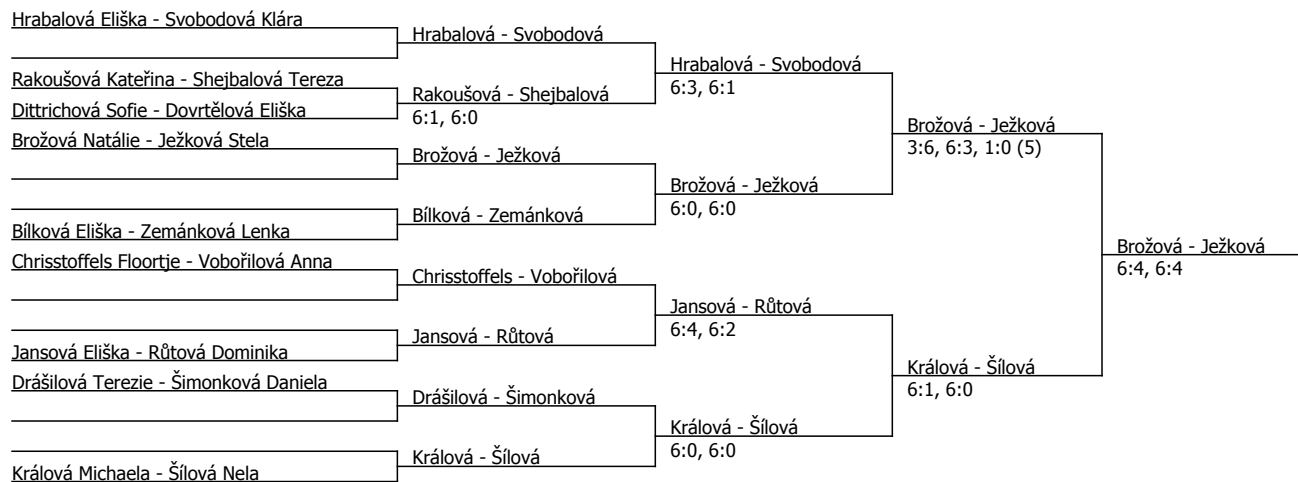 Hrabalová Eliška - Svobodová Klára
Rakoušová Kateřina - Shejbalová Tereza
Dittrichová Sofie - Dovrtělová Eliška
Brožová Natálie - Ježková Stela
Bílková Eliška - Zemánková Lenka
Chrisstoffels Floortje - Vobořilová Anna
Jansová Eliška - Růtová Dominika
Drášilová Terezie - Šimonková Daniela
Králová Michaela - Šílová Nela
Hrabalová - Svobodová
Rakoušová - Shejbalová
6:1, 6:0
Brožová - Ježková
Bílková - Zemánková
Chrisstoffels - Vobořilová
Jansová - Růtová
Drášilová - Šimonková
Králová - Šílová
Hrabalová - Svobodová
6:3, 6:1
Brožová - Ježková
6:0, 6:0
Jansová - Růtová
6:4, 6:2
Králová - Šílová
6:0, 6:0
Brožová - Ježková
3:6, 6:3, 1:0 (5)
Králová - Šílová
6:1, 6:0
Brožová - Ježková
6:4, 6:4